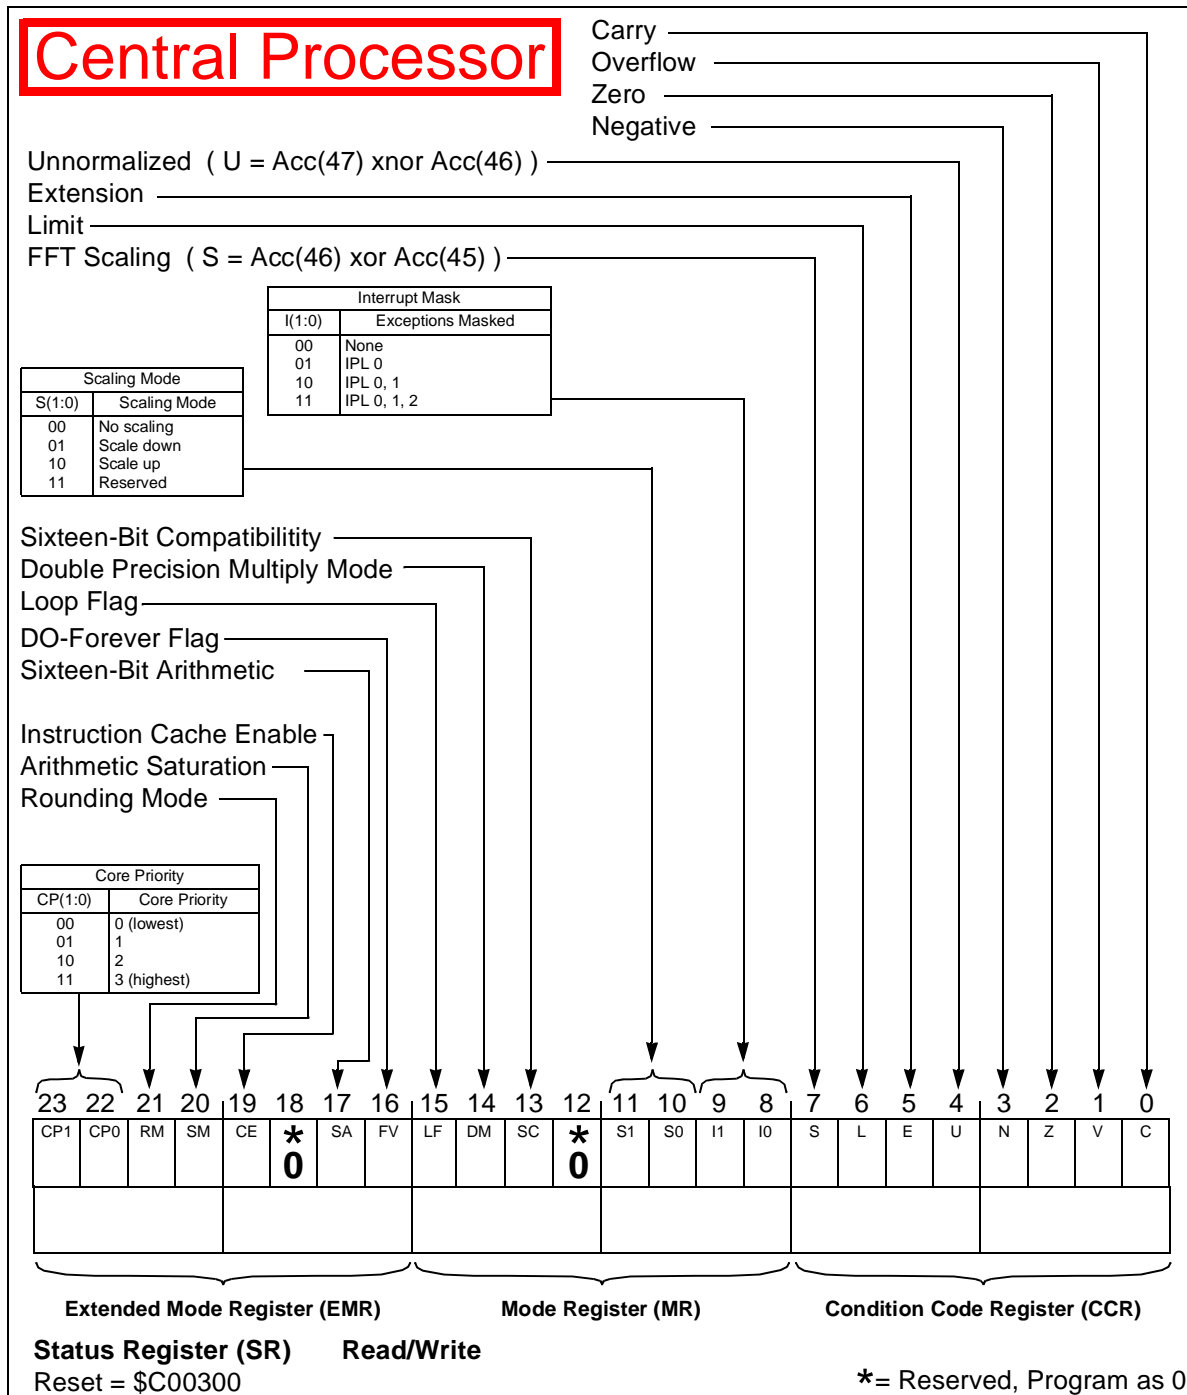 Central Processor
Carry
Overflow
Zero
Negative
Unnormalized ( U = Acc(47) xnor Acc(46) )
Extension
Limit
FFT Scaling ( S = Acc(46) xor Acc(45) )
Interrupt Mask
I(1:0) Exceptions Masked
00 None
01 IPL 0
10 IPL 0, 1
11 IPL 0, 1, 2
Scaling Mode
S(1:0) Scaling Mode
00 No scaling
01 Scale down
10 Scale up
11 Reserved
Sixteen-Bit Compatibilitity
Double Precision Multiply Mode
Loop Flag
DO-Forever Flag
Sixteen-Bit Arithmetic
Instruction Cache Enable
Arithmetic Saturation
Rounding Mode
Core Priority
CP(1:0) Core Priority
00 0 (lowest)
01 1
10 2
11 3 (highest)
23 22 21 20 19 18 17 16 15 14 13 12 11 10 9 8 7 6 5 4 3 2 1 0
CP1 CP0 RM SM CE * SA FV LF DM SC * S1 S0 I1 I0 S L E U N Z V C
0 0
Extended Mode Register (EMR) Mode Register (MR) Condition Code Register (CCR)
Status Register (SR) Read/Write
Reset = $C00300
*= Reserved, Program as 0